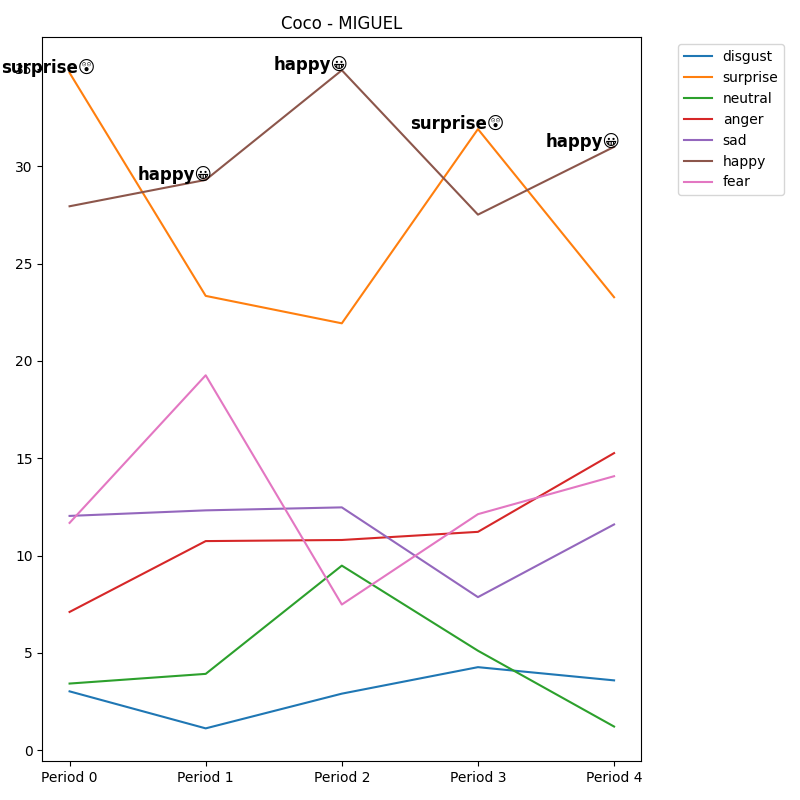 Coco - MIGUEL
surprise😲
happy😀
happy😀
surprise😲
happy😀
30
25
20
15
10
5
0
Period 0 Period 1 Period 2 Period 3 Period 4
disgust
surprise
neutral
anger
sad
happy
fear